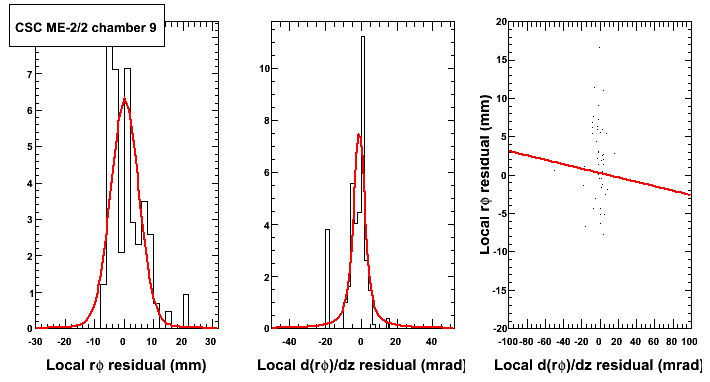 CSC ME-2/2 chamber 9
7
6
5
4
3
2
1
0
-30 -20 -10 0 10 20 30
Local rϕ residual (mm)
10
8
6
4
2
0
-40 -20 0 20 40
Local d(rϕ)/dz residual (mrad)
Local rϕ residual (mm)
20
15
10
5
0
-5
-10
-15
-20
-100 -80 -60 -40 -20 0 20 40 60 80 100
Local d(rϕ)/dz residual (mrad)